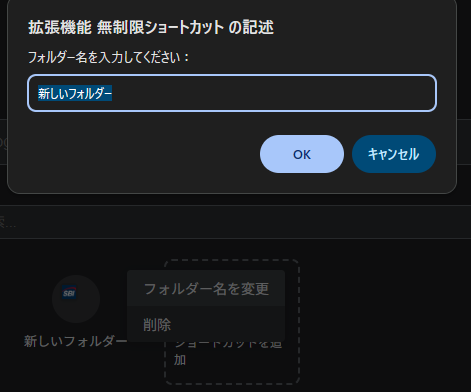 拡張機能 無制限ショートカット の記述
フォルダー名を入力してください：
新しいフォルダー
OK
キャンセル
索...
SBI
フォルダー名を変更
新しいフォルダー
削除
ショートカットを追
加